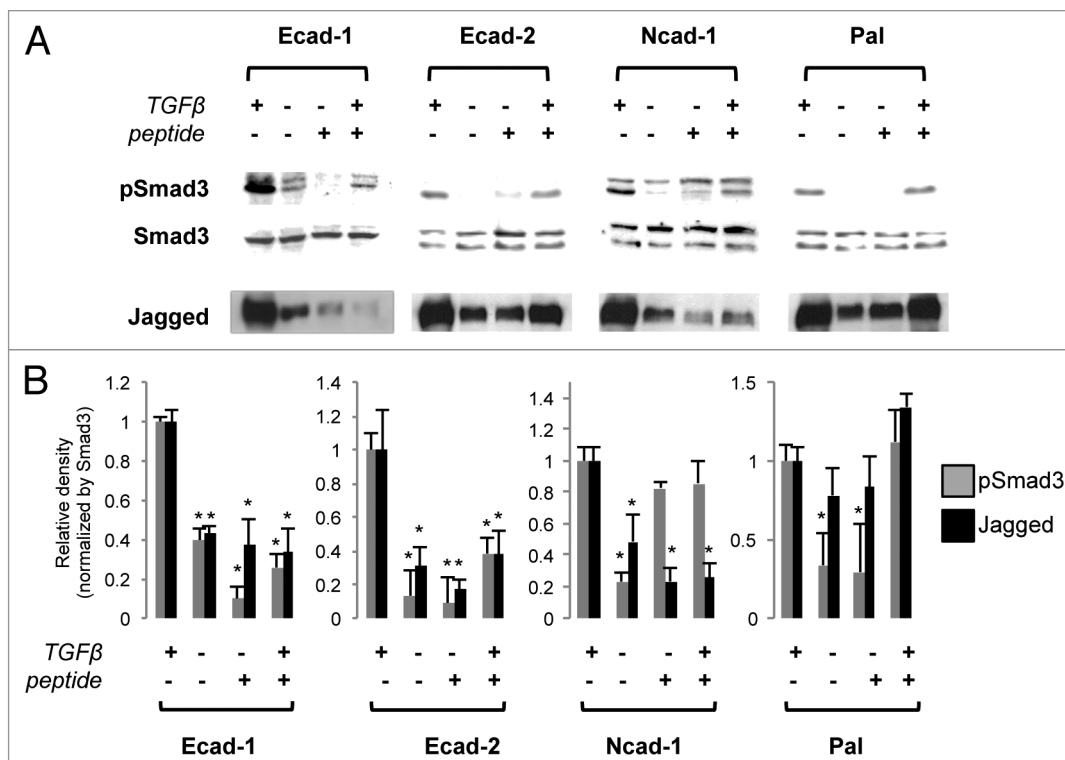 A
Ecad-1 Ecad-2 Ncad-1 Pal
TGFβ + - - + + - - + + - - + + - - +
peptide - - + + - - + + - - + + - - + +
pSmad3
Smad3
Jagged
B
Relative density
(normalized by Smad3)
1.2
1
0.8
0.6
0.4
0.2
0
* * * * * *
1.4
1.2
1
0.8
0.6
0.4
0.2
0
* * * * * *
1.4
1.2
1
0.8
0.6
0.4
0.2
0
* * * *
1.5
1
0.5
0
* *
pSmad3
Jagged
TGFβ + - - + + - - + + - - + + - - +
peptide - - + + - - + + - - + + - - + +
Ecad-1 Ecad-2 Ncad-1 Pal